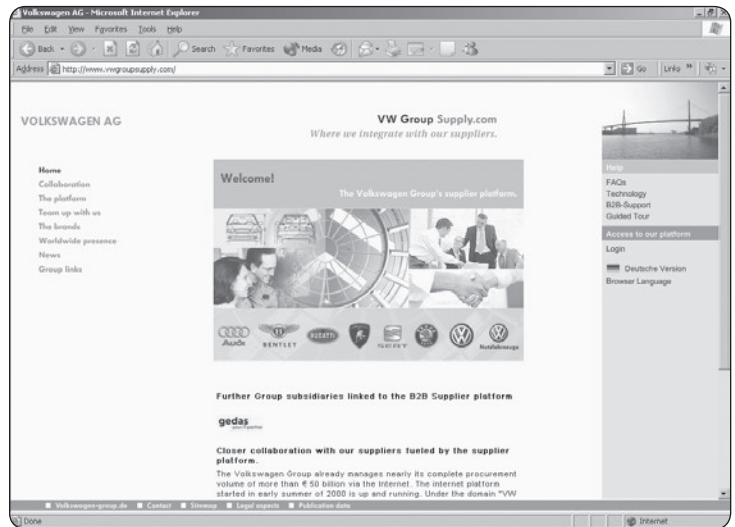 Volkswagen AG - Microsoft Internet Explorer
File Edit View Favorites Tools Help
Back Search Favorites Media
Address http://www.vwgroupsupply.com/ Go Links »
VOLKSWAGEN AG
VW Group Supply.com
Where we integrate with our suppliers.
Home
Collaboration
The platform
Team up with us
The brands
Worldwide presence
News
Group links
Welcome!
The Volkswagen Group's supplier platform.
Audi BENTLEY BUGATTI SEAT Nutzfahrzeuge
Further Group subsidiaries linked to the B2B Supplier platform
gedas
Closer collaboration with our suppliers fueled by the supplier
platform.
The Volkswagen Group already manages nearly its complete procurement
volume of more than € 50 billion via the Internet. The internet platform
started in early summer of 2000 is up and running. Under the domain "VW
Help
FAQs
Technology
B2B-Support
Guided Tour
Access to our platform
Login
Deutsche Version
Browser Language
Volkswagen-group.de Contact Sitemap Legal aspects Publication data
Done Internet